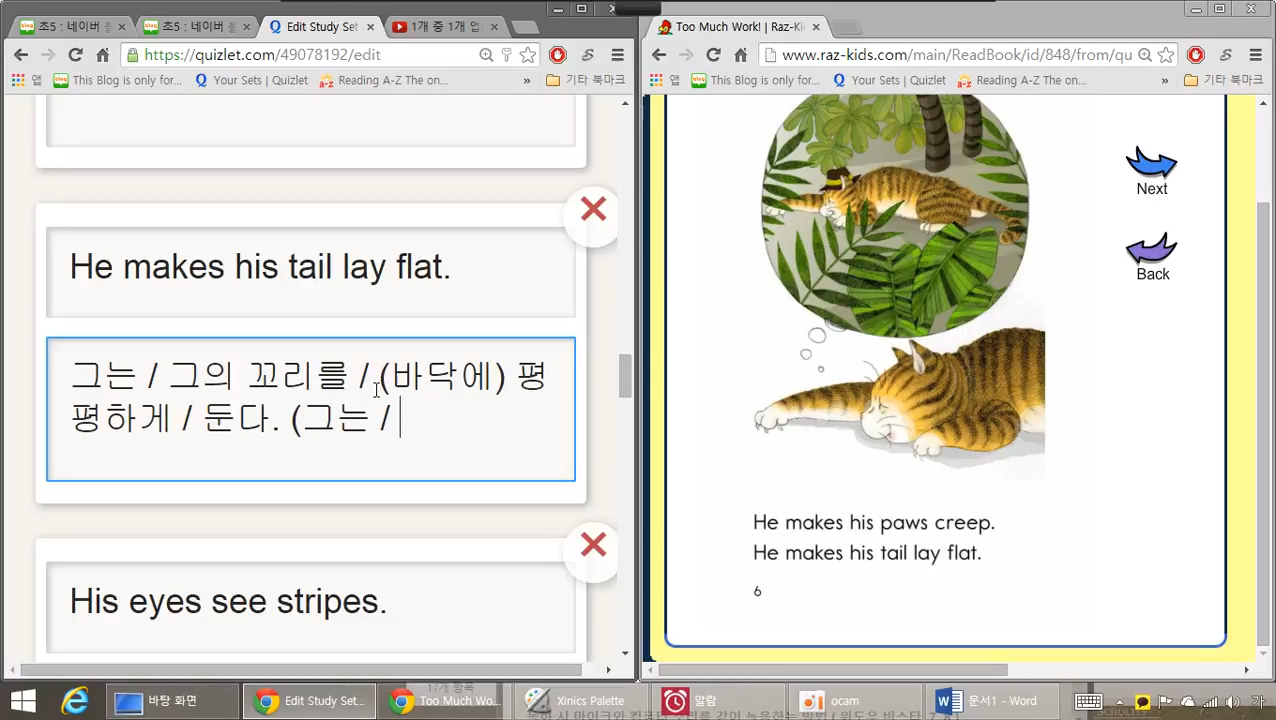 초5 : 네이버 블
초5 : 네이버 블
Edit Study Set
1개 중 1개 업
https://quizlet.com/49078192/edit
앱
This Blog is only for...
Your Sets | Quizlet
Reading A-Z The on...
»
기타 북마크
He makes his tail lay flat.
그는 / 그의 꼬리를 / (바닥에) 평
평하게 / 둔다. (그는 /
His eyes see stripes.
Too Much Work! | Raz-Kid
www.raz-kids.com/main/ReadBook/id/848/from/qu
앱
This Blog is only for...
Your Sets | Quizlet
Reading A-Z The on...
»
기타 북마크
Next
Back
He makes his paws creep.
He makes his tail lay flat.
6
바탕 화면
Edit Study Set...
Too Much Wo...
Xinics Palette
알람
ocam
문서1 - Word